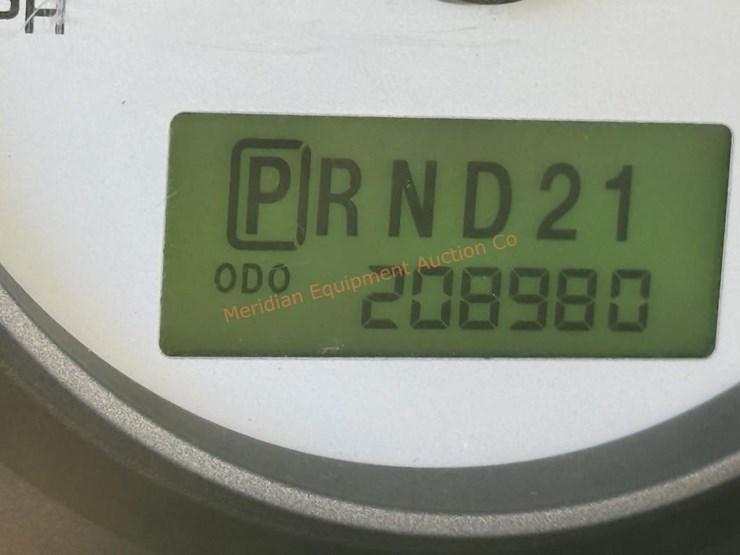 PRND21
ODO 208980
Meridian Equipment Auction Co